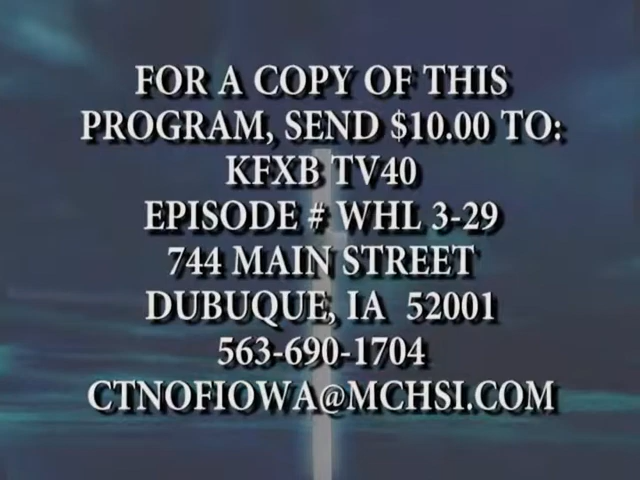 FOR A COPY OF THIS
PROGRAM, SEND $10.00 TO:
KFXB TV40
EPISODE # WHL 3-29
744 MAIN STREET
DUBUQUE, IA 52001
563-690-1704
CTNOFIOWA@MCHSI.COM